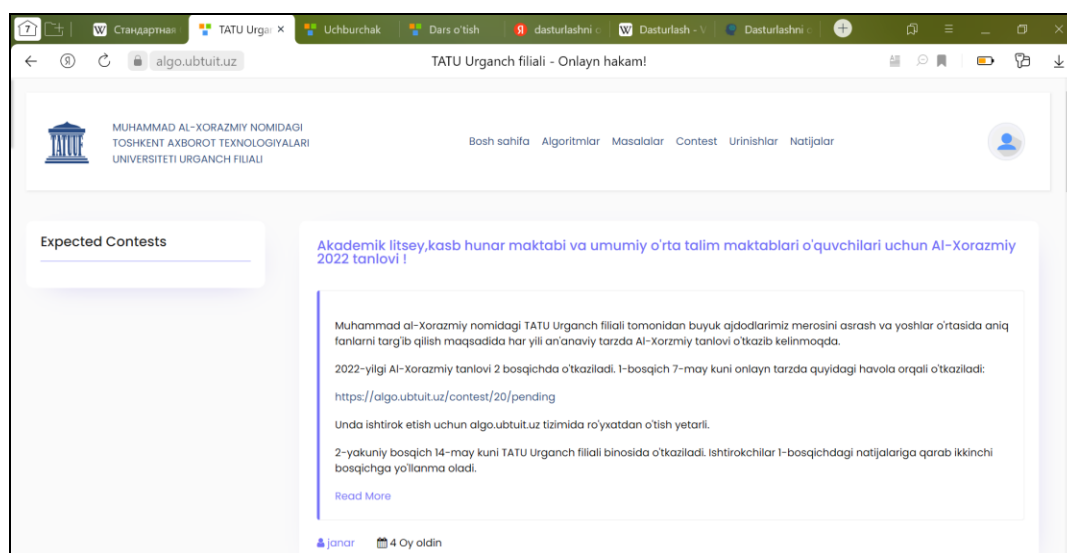 7
Стандартная
TATU Urgan
Uchburchak
Dars o'tish
dasturlashni
Dasturlash - V
Dasturlashni
algo.ubtuit.uz
TATU Urganch filiali - Onlayn hakam!
MUHAMMAD AL-XORAZMIY NOMIDAGI
TOSHKENT AXBOROT TEXNOLOGIYALARI
UNIVERSITETI URGANCH FILIALI
Bosh sahifa Algoritmlar Masalalar Contest Urinishlar Natijalar
Expected Contests
Akademik litsey,kasb hunar maktabi va umumiy o'rta talim maktablari o'quvchilari uchun Al-Xorazmiy
2022 tanlovi !
Muhammad al-Xorazmiy nomidagi TATU Urganch filiali tomonidan buyuk ajdodlarimiz merosini asrash va yoshlar o'rtasida aniq
fanlarni targ'ib qilish maqsadida har yili an'anaviy tarzda Al-Xorzmiy tanlovi o'tkazib kelinmoqda.
2022-yilgi Al-Xorazmiy tanlovi 2 bosqichda o'tkaziladi. 1-bosqich 7-may kuni onlayn tarzda quyidagi havola orqali o'tkaziladi:
https://algo.ubtuit.uz/contest/20/pending
Unda ishtirok etish uchun algo.ubtuit.uz tizimida ro'yxatdan o'tish yetarli.
2-yakuniy bosqich 14-may kuni TATU Urganch filiali binosida o'tkaziladi. Ishtirokchilar 1-bosqichdagi natijalariga qarab ikkinchi
bosqichga yo'llanma oladi.
Read More
janar 4 Oy oldin